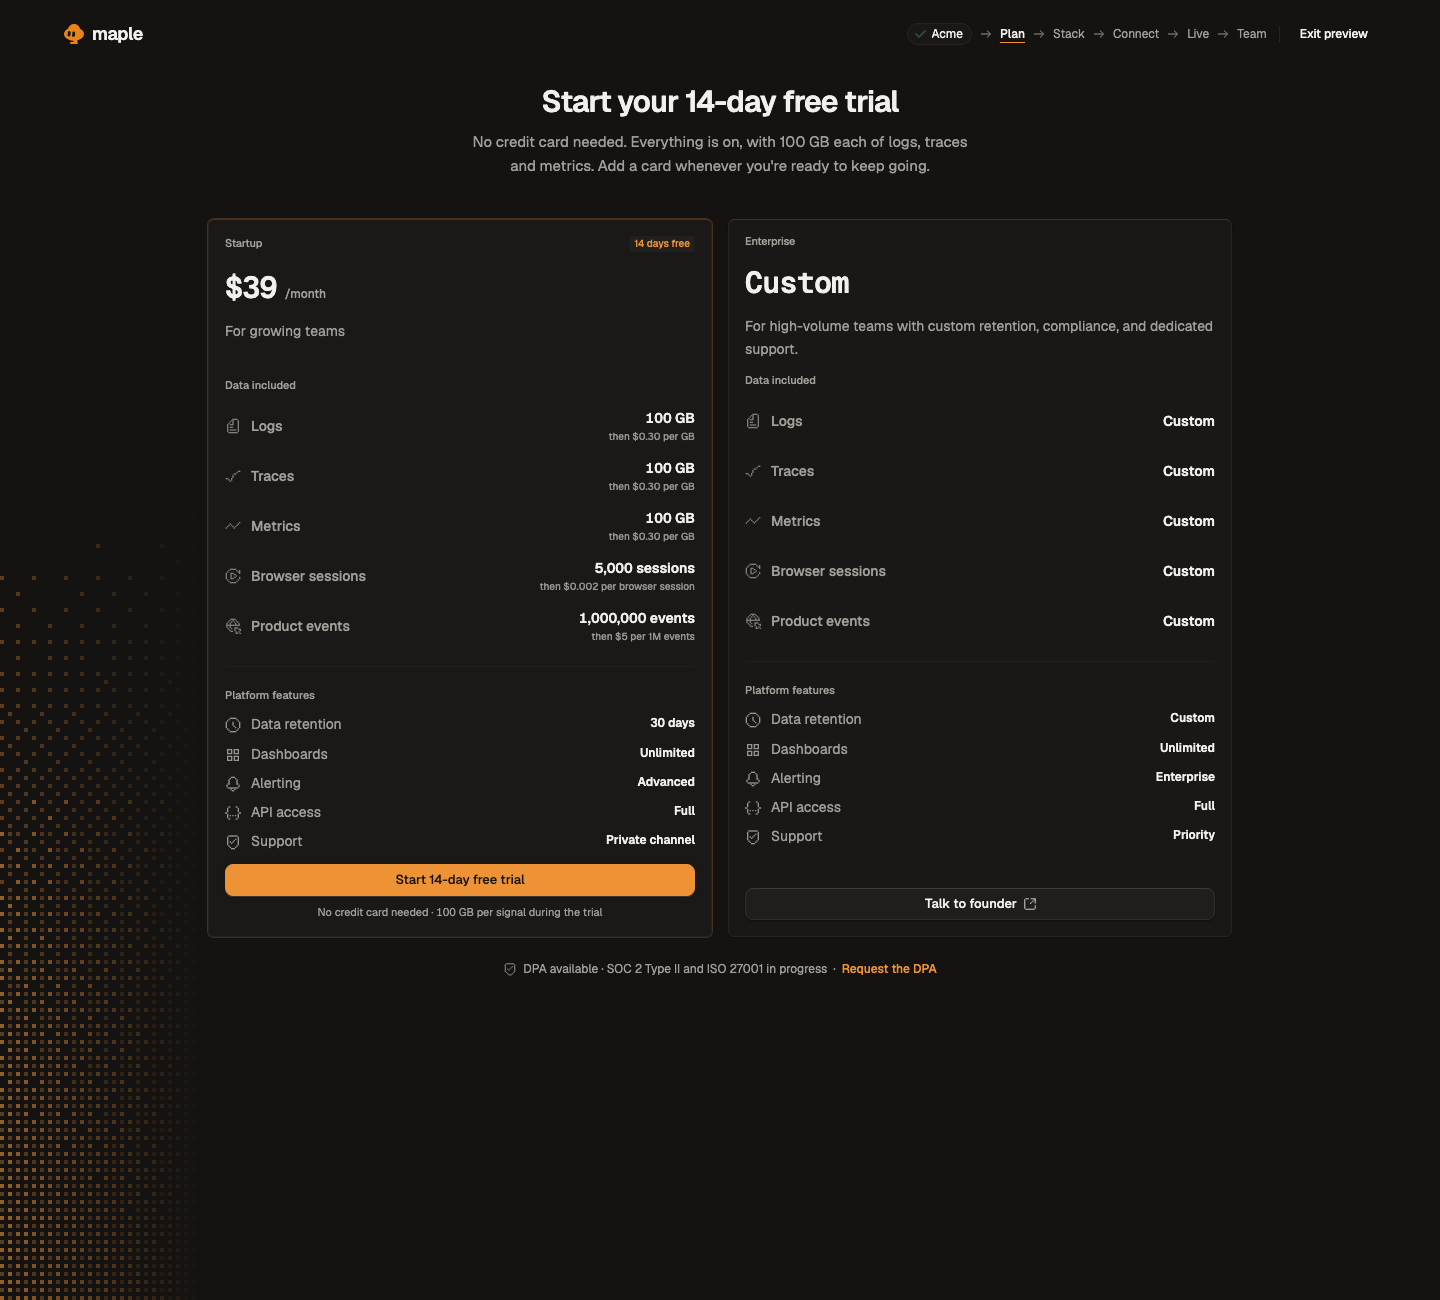 maple
Acme → Plan → Stack → Connect → Live → Team
Exit preview
Start your 14-day free trial
No credit card needed. Everything is on, with 100 GB each of logs, traces
and metrics. Add a card whenever you're ready to keep going.
Startup
14 days free
$39 /month
For growing teams
Data included
Logs
100 GB
then $0.30 per GB
Traces
100 GB
then $0.30 per GB
Metrics
100 GB
then $0.30 per GB
Browser sessions
5,000 sessions
then $0.002 per browser session
Product events
1,000,000 events
then $5 per 1M events
Platform features
Data retention
30 days
Dashboards
Unlimited
Alerting
Advanced
API access
Full
Support
Private channel
Start 14-day free trial
No credit card needed · 100 GB per signal during the trial
Enterprise
Custom
For high-volume teams with custom retention, compliance, and dedicated
support.
Data included
Logs
Custom
Traces
Custom
Metrics
Custom
Browser sessions
Custom
Product events
Custom
Platform features
Data retention
Custom
Dashboards
Unlimited
Alerting
Enterprise
API access
Full
Support
Priority
Talk to founder
DPA available · SOC 2 Type II and ISO 27001 in progress · Request the DPA